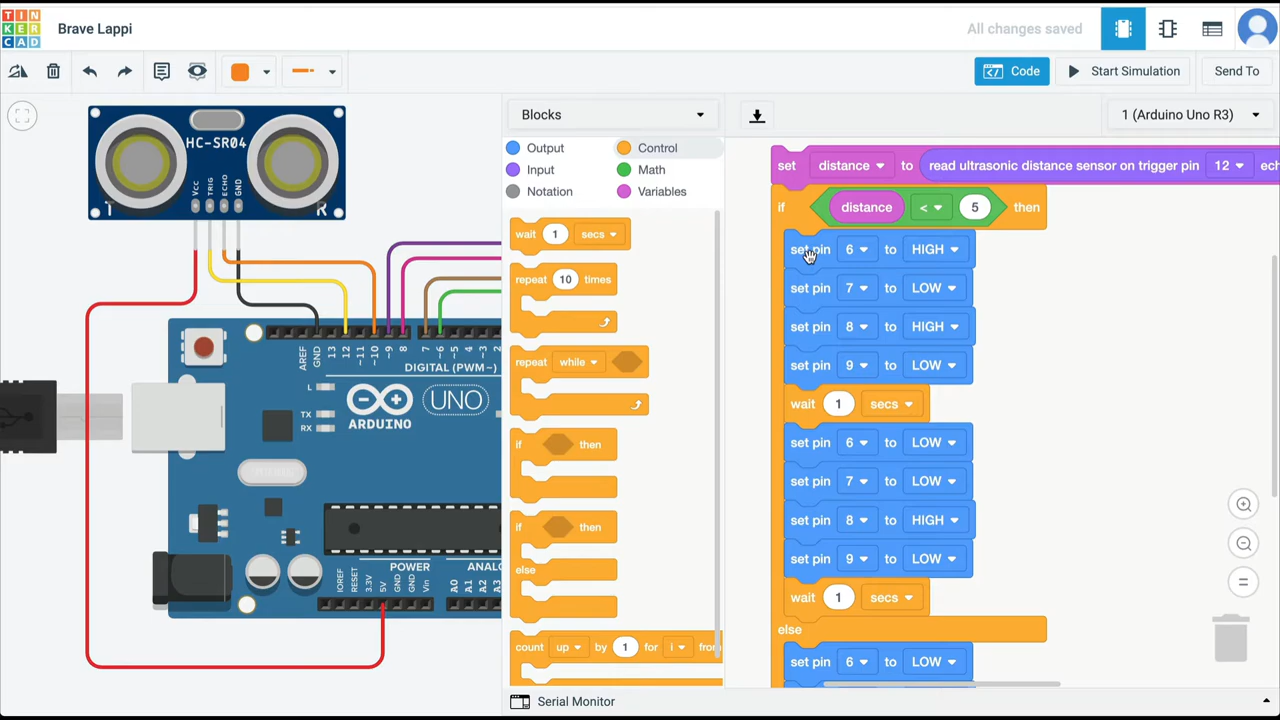 TIN
KER
CAD
Brave Lappi
All changes saved
Code
Start Simulation
Send To
HC-SR04
Vcc
TRIG
ECHO
GND
T
R
AREF
GND
13
12
~11
~10
~9
8
7
~6
~5
4
~3
2
DIGITAL (PWM~)
L
TX
RX
ARDUINO
UNO
IOREF
RESET
3.3V
5V
GND
GND
Vin
POWER
A0
A1
A2
A3
ANALO
Blocks
1 (Arduino Uno R3)
Output
Control
Input
Math
Notation
Variables
wait 1 secs
repeat 10 times
repeat while
if then
if then
else
count up by 1 for i from
set distance to read ultrasonic distance sensor on trigger pin 12 ech
if distance < 5 then
set pin 6 to HIGH
set pin 7 to LOW
set pin 8 to HIGH
set pin 9 to LOW
wait 1 secs
set pin 6 to LOW
set pin 7 to LOW
set pin 8 to HIGH
set pin 9 to LOW
wait 1 secs
else
set pin 6 to LOW
Serial Monitor